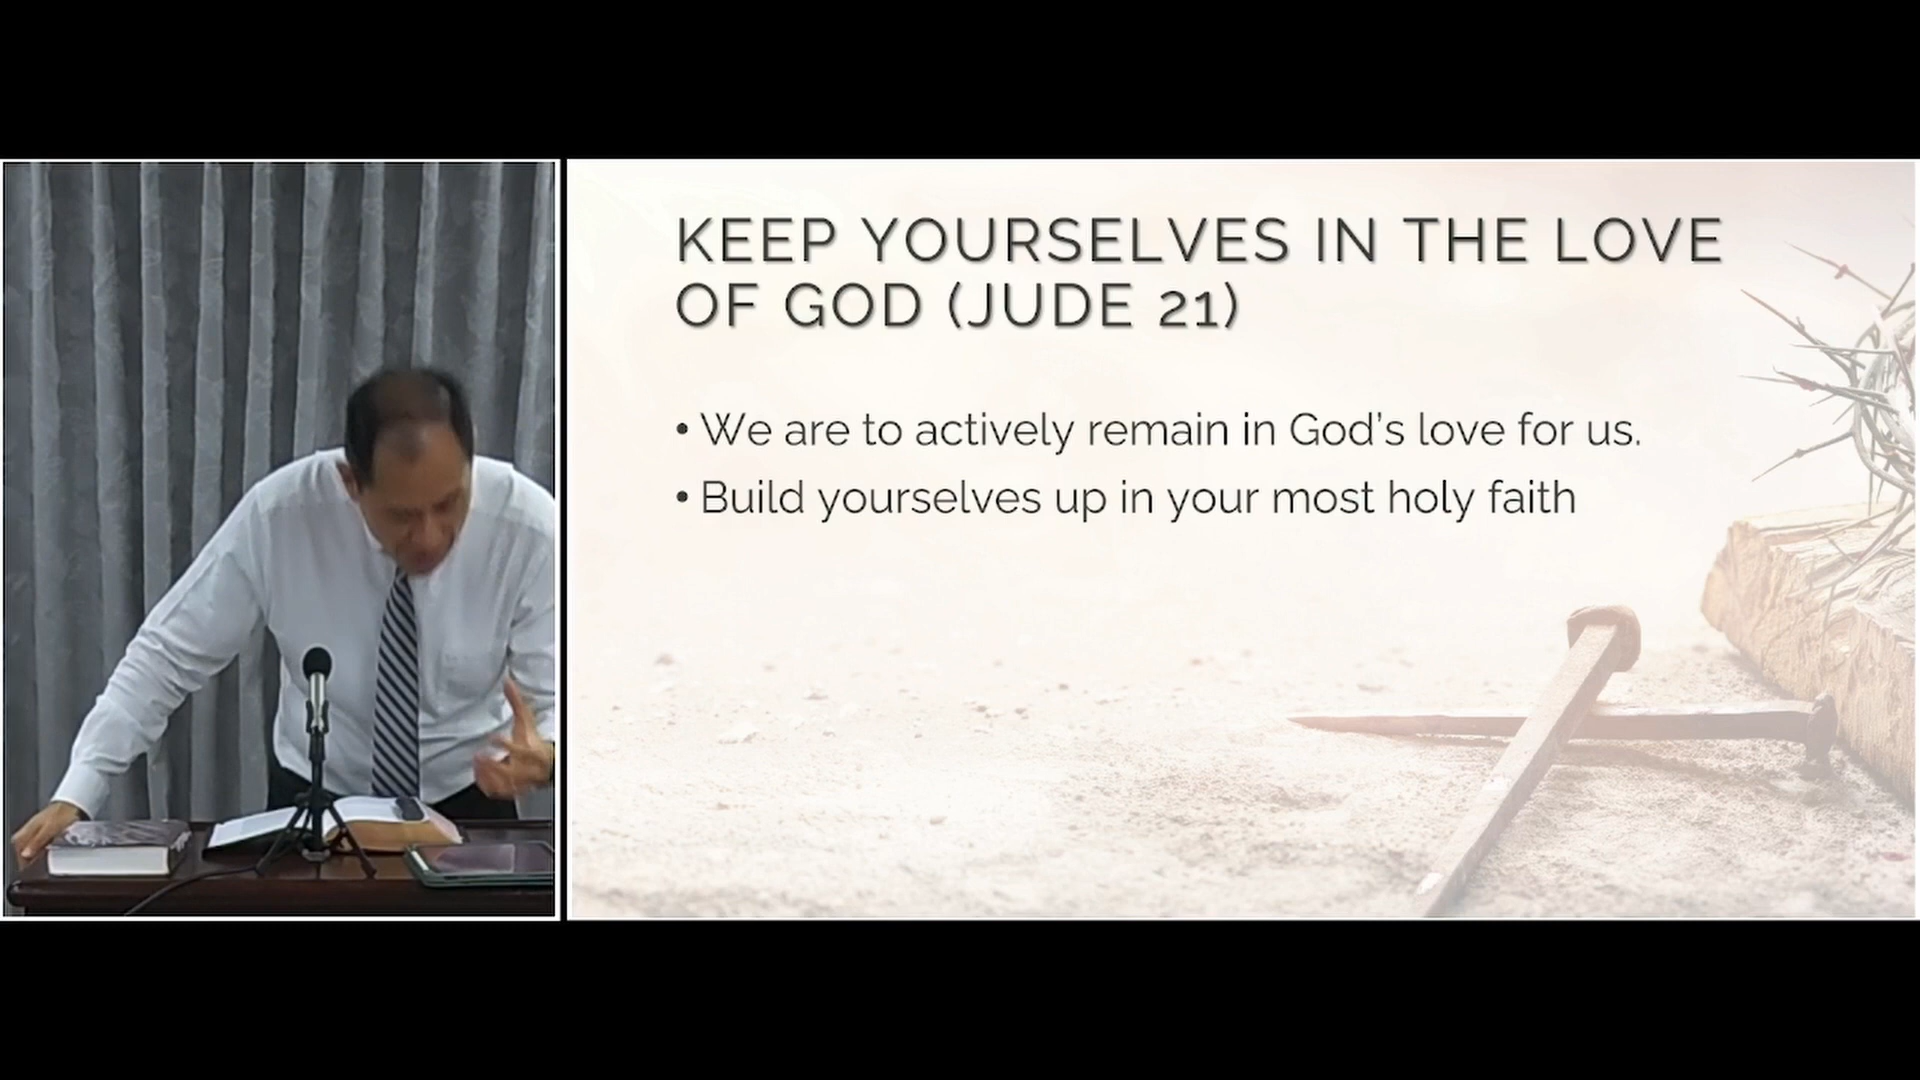 KEEP YOURSELVES IN THE LOVE
OF GOD (JUDE 21)
• We are to actively remain in God’s love for us.
• Build yourselves up in your most holy faith